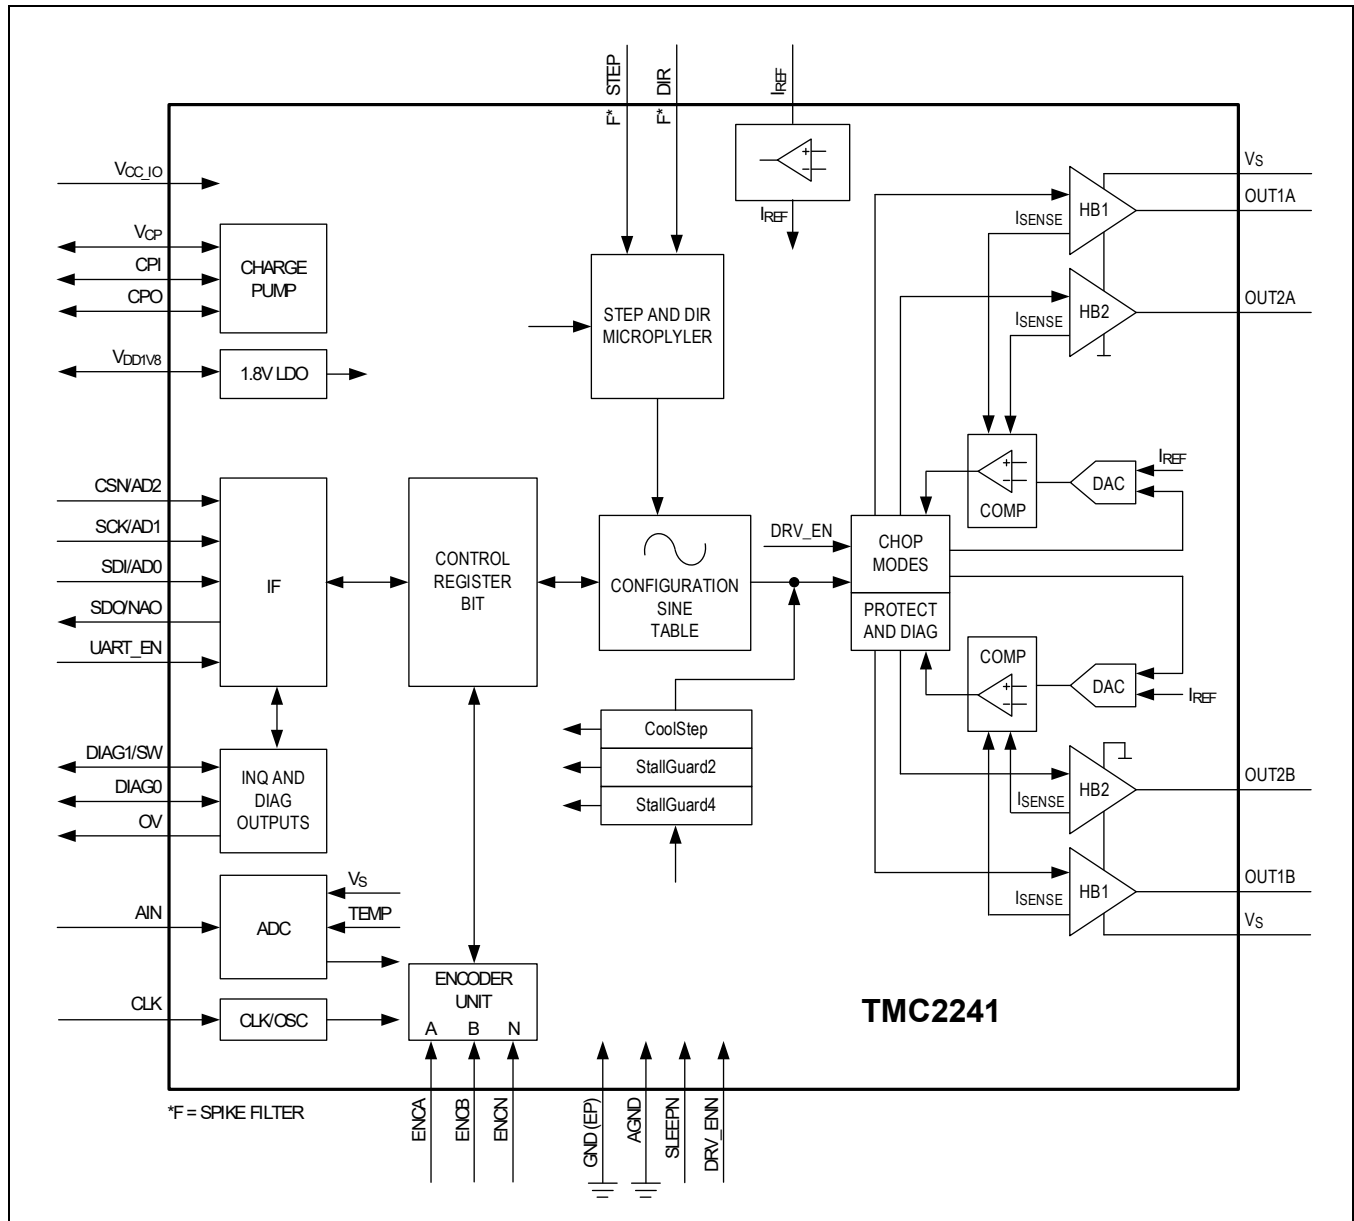 F* STEP
F* DIR
IREF
IREF
VCC_IO
VCP
CPI
CPO
CHARGE
PUMP
VDD1V8
1.8V LDO
STEP AND DIR
MICROPLYLER
HB1
ISENSE
VS
OUT1A
HB2
ISENSE
OUT2A
COMP
DAC
IREF
CSN/AD2
SCK/AD1
SDI/AD0
SDO/NAO
UART_EN
IF
CONTROL
REGISTER
BIT
CONFIGURATION
SINE
TABLE
DRV_EN
CHOP
MODES
PROTECT
AND DIAG
COMP
DAC
IREF
CoolStep
StallGuard2
StallGuard4
DIAG1/SW
DIAG0
OV
INQ AND
DIAG
OUTPUTS
HB2
ISENSE
OUT2B
HB1
ISENSE
OUT1B
VS
AIN
ADC
VS
TEMP
CLK
CLK/OSC
ENCODER
UNIT
A B N
TMC2241
*F = SPIKE FILTER
ENCA
ENCB
ENCN
GND (EP)
AGND
SLEEPN
DRV_ENN